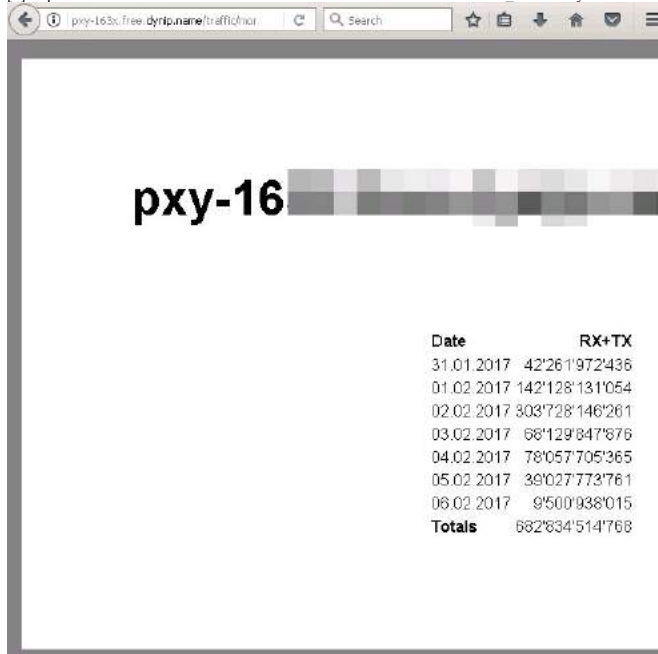 pxy-163x.free.dynip.name/traffic/mor
Search
pxy-16
Date RX+TX
31.01.2017 42'261'972'436
01.02.2017 142'128'131'054
02.02.2017 303'728'146'261
03.02.2017 68'129'847'876
04.02.2017 78'057'705'365
05.02.2017 39'027'773'761
06.02.2017 9'500'938'015
Totals 682'834'514'768